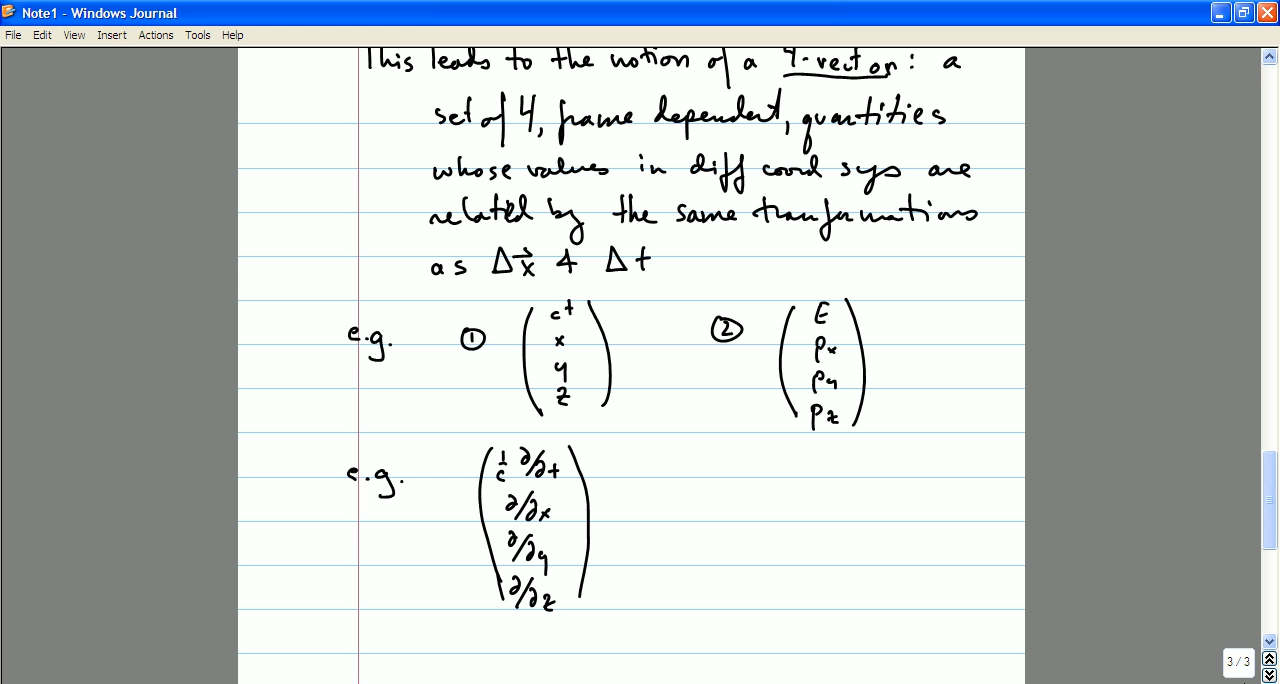 Note1 - Windows Journal
File Edit View Insert Actions Tools Help
This leads to the notion of a 4-vector: a
set of 4, frame dependent, quantities
whose values in diff coord sys are
related by the same tranformations
as Δx⃗ & Δt
e.g. ① ( ct ② ( E
x px
y py
z ) pz )
e.g. ( 1/c ∂/∂t
∂/∂x
∂/∂y
∂/∂z )
3 / 3